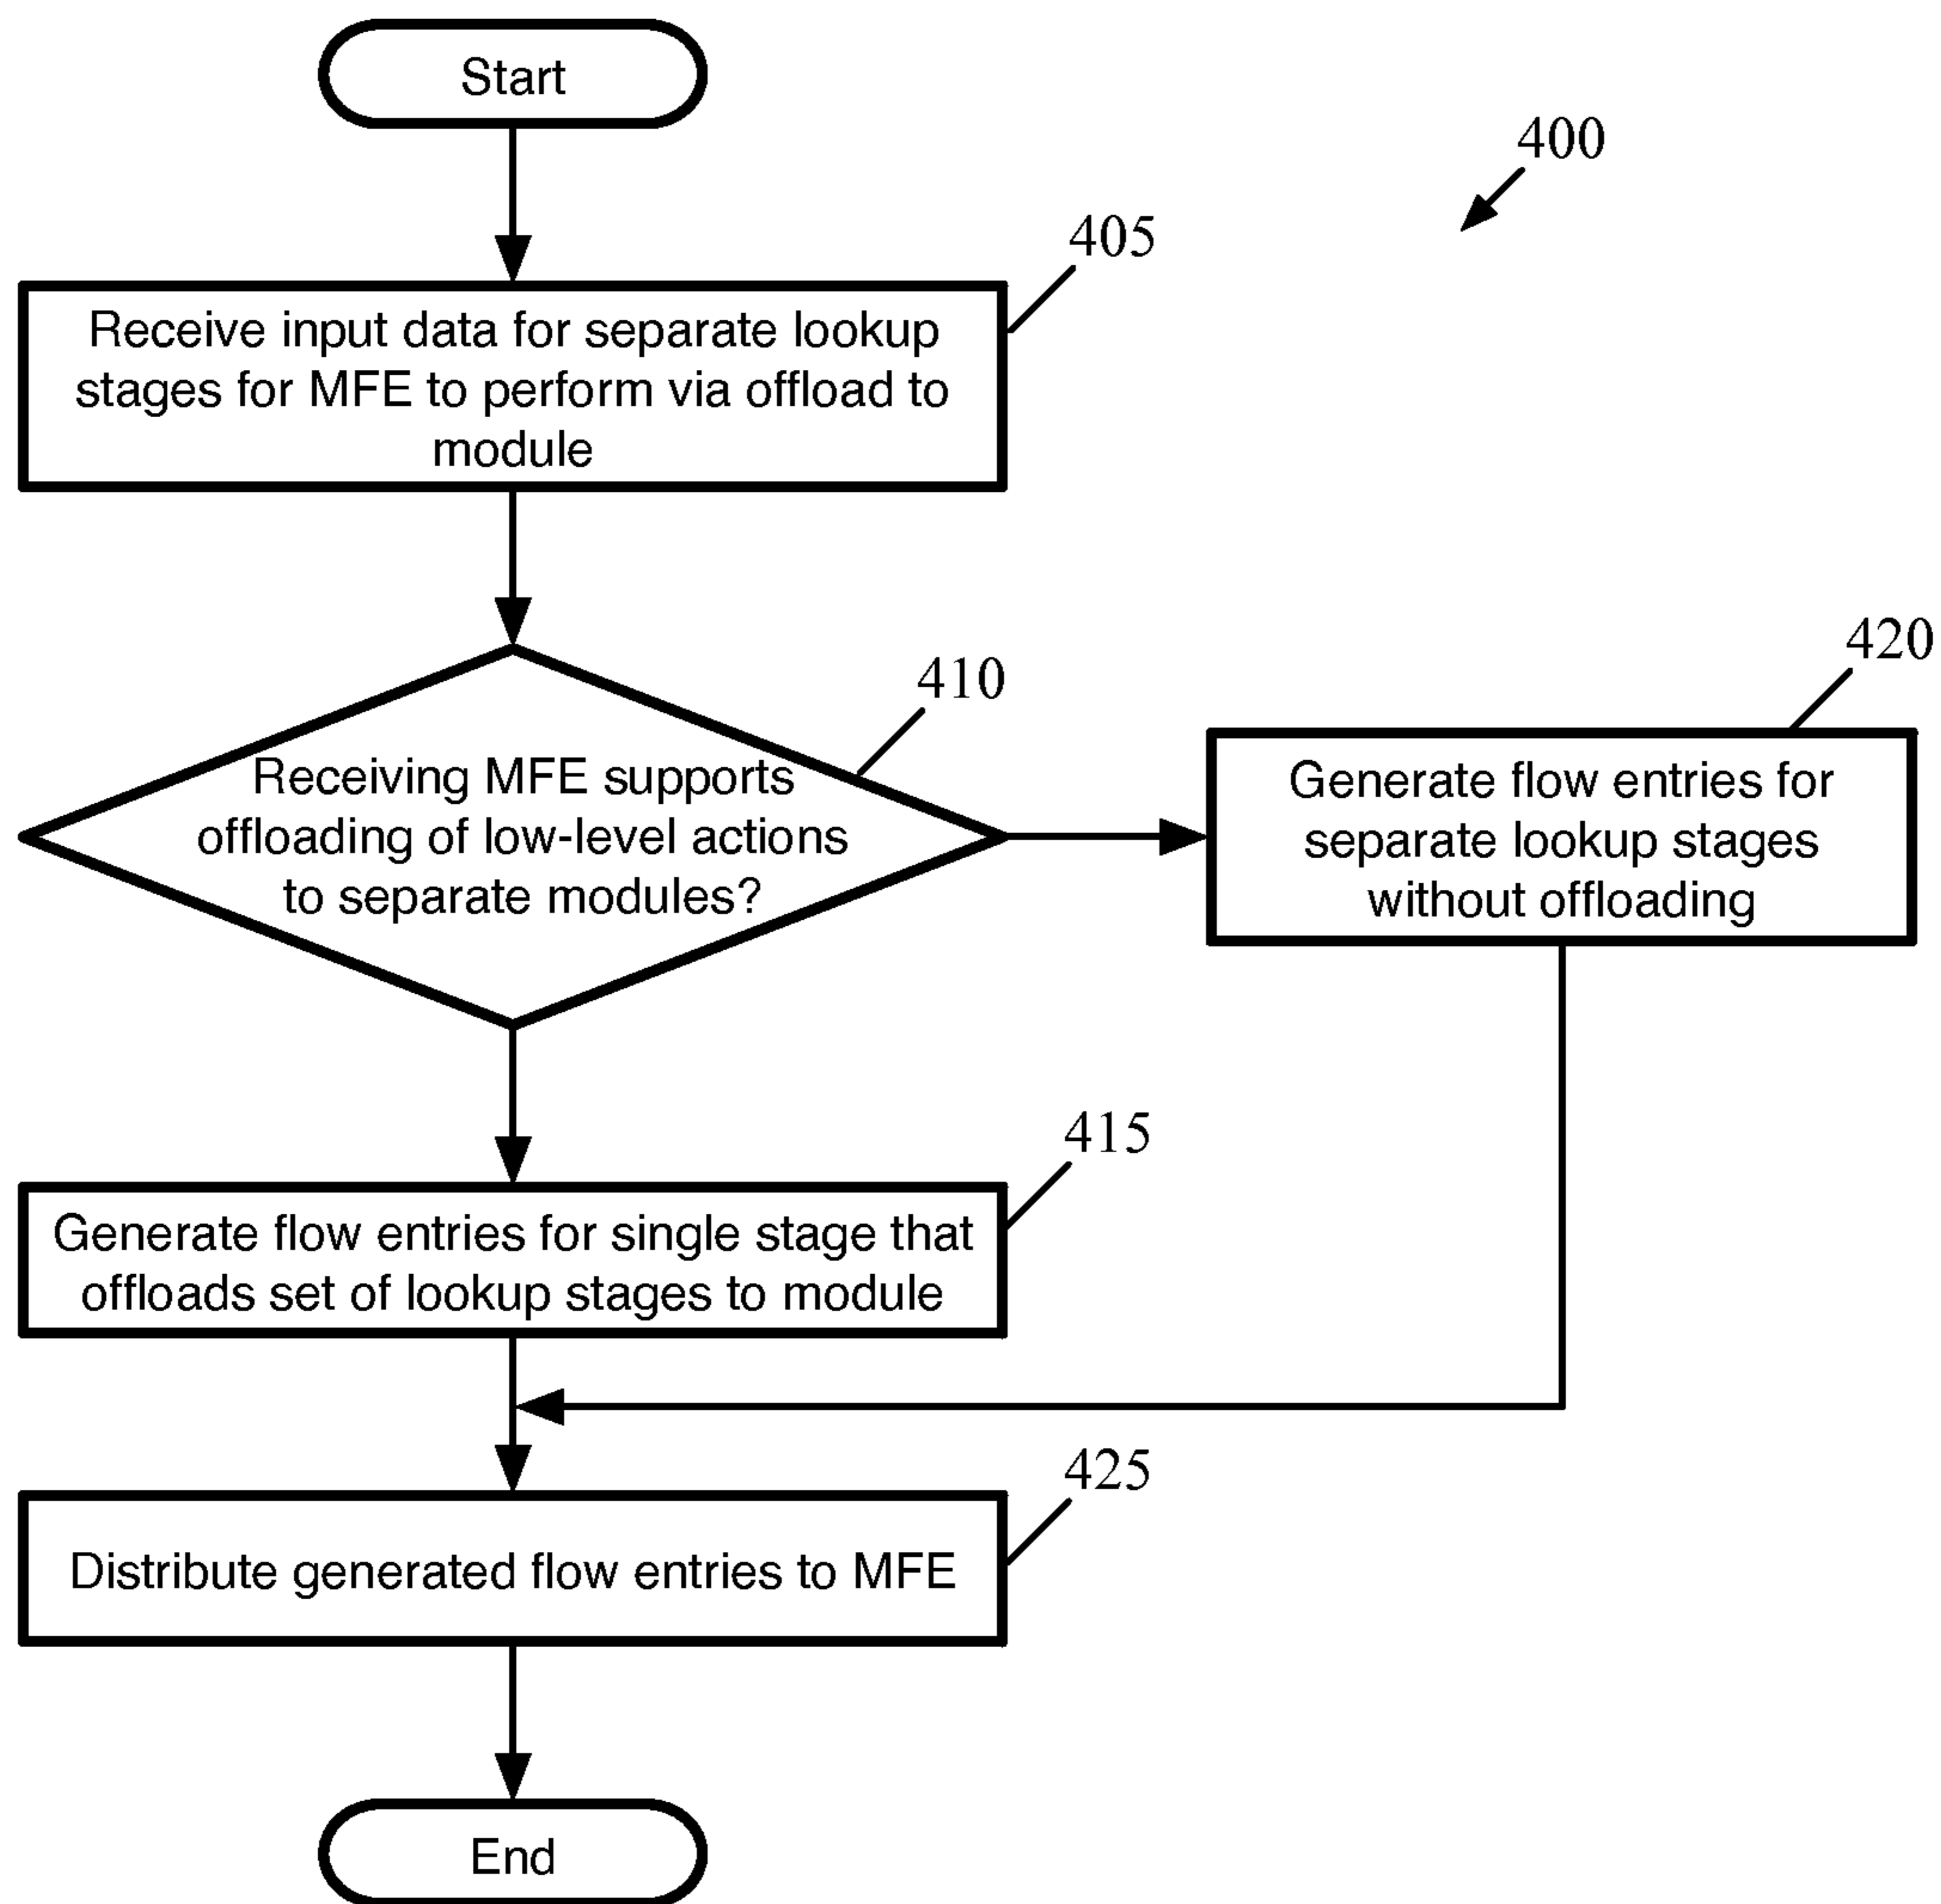 Start
400
405
Receive input data for separate lookup
stages for MFE to perform via offload to
module
410
Receiving MFE supports
offloading of low-level actions
to separate modules?
420
Generate flow entries for
separate lookup stages
without offloading
415
Generate flow entries for single stage that
offloads set of lookup stages to module
425
Distribute generated flow entries to MFE
End